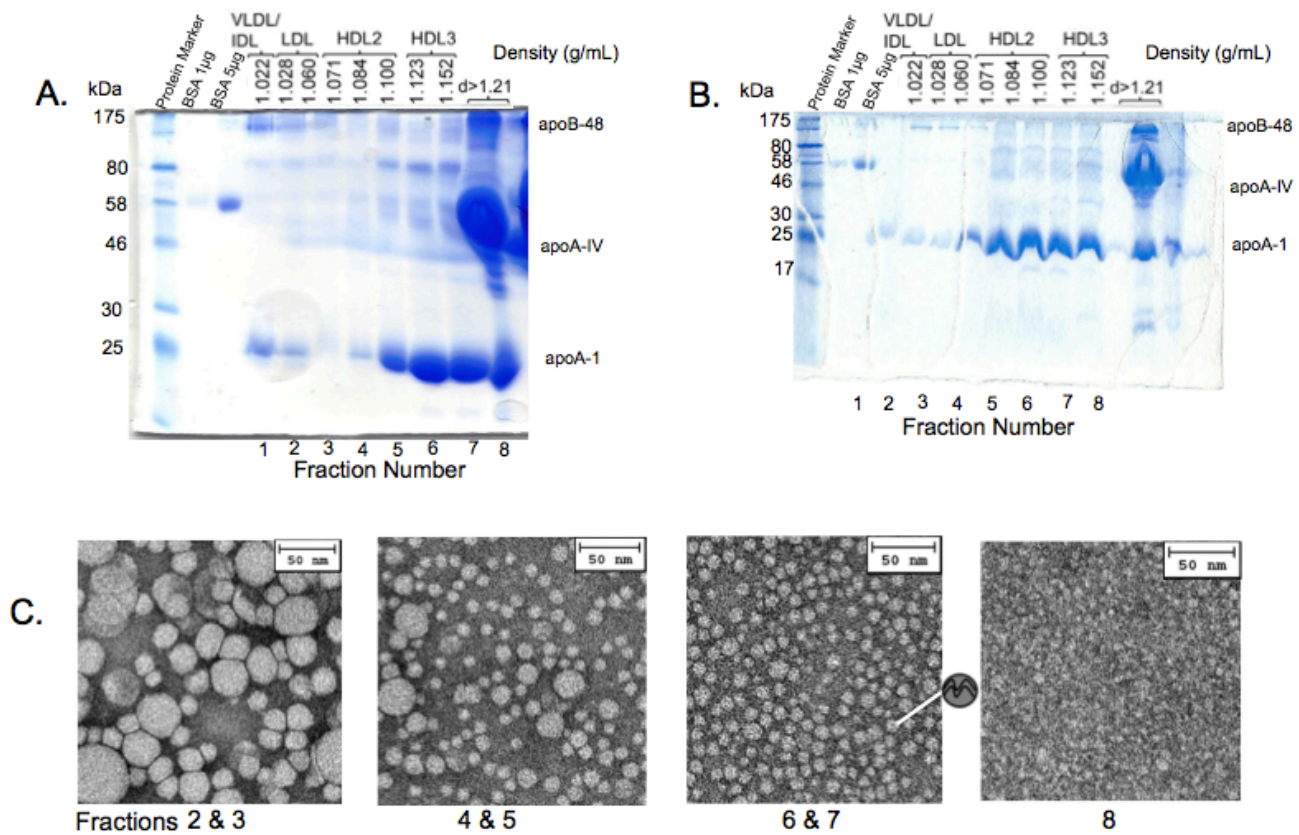 A.
kDa
Protein Marker
BSA 1µg
BSA 5µg
VLDL/
IDL LDL HDL2 HDL3
Density (g/mL)
1.022 1.028 1.060 1.071 1.084 1.100 1.123 1.152 d>1.21
175
80
58
46
30
25
apoB-48
apoA-IV
apoA-1
1 2 3 4 5 6 7 8
Fraction Number
B.
kDa
Protein Marker
BSA 1µg
BSA 5µg
VLDL/
IDL LDL HDL2 HDL3
Density (g/mL)
1.022 1.028 1.060 1.071 1.084 1.100 1.123 1.152 d>1.21
175
80
58
46
30
25
17
apoB-48
apoA-IV
apoA-1
1 2 3 4 5 6 7 8
Fraction Number
C.
50 nm
50 nm
50 nm
50 nm
Fractions 2 & 3
4 & 5
6 & 7
8